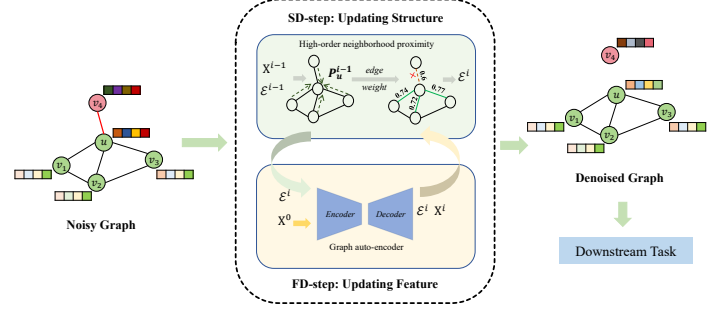 SD-step: Updating Structure
High-order neighborhood proximity
X^{i-1}
ℰ^{i-1}
P_u^{i-1}
edge
weight
0.6
0.74
0.72
0.77
ℰ^i
v_4
u
v_1
v_2
v_3
Noisy Graph
ℰ^i
X^0
Encoder
Decoder
ℰ^i X^i
Graph auto-encoder
FD-step: Updating Feature
v_4
u
v_1
v_2
v_3
Denoised Graph
Downstream Task